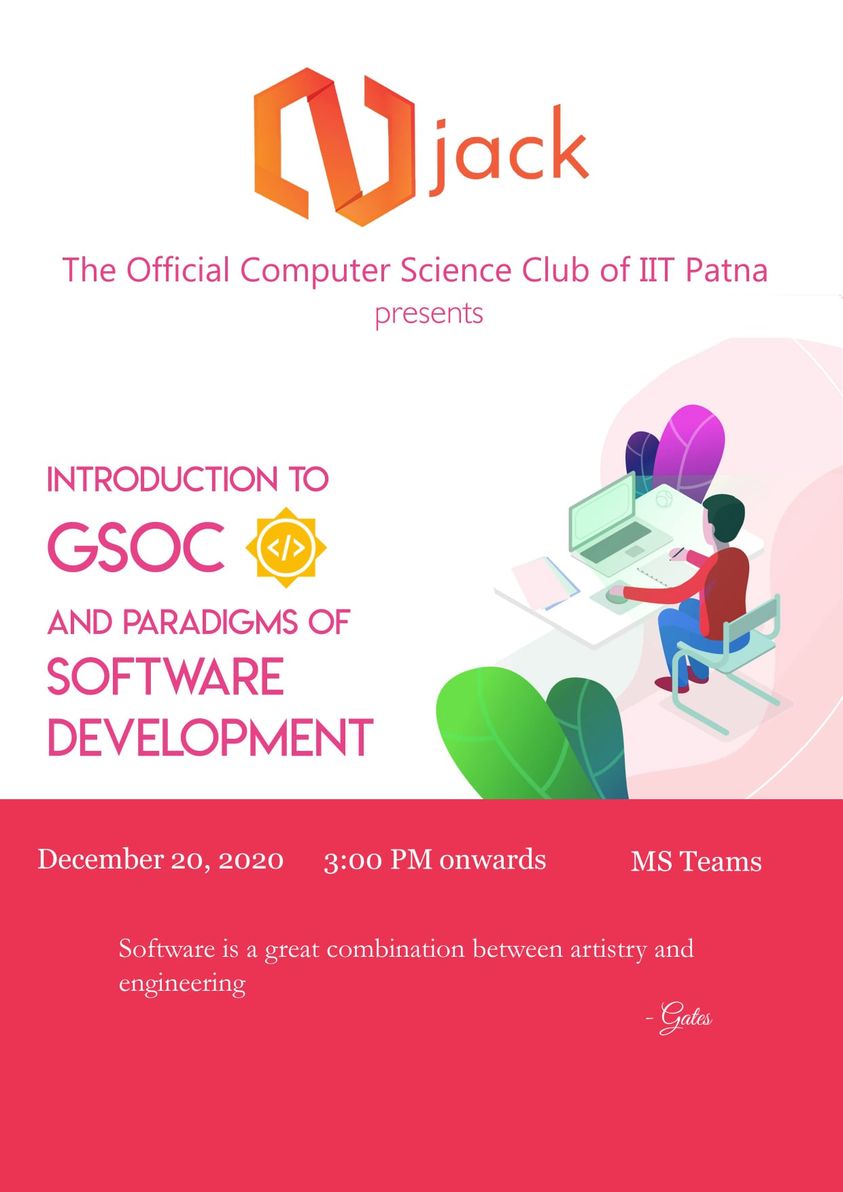 Njack
The Official Computer Science Club of IIT Patna
presents
INTRODUCTION TO
GSOC </>
AND PARADIGMS OF
SOFTWARE
DEVELOPMENT
December 20, 2020 3:00 PM onwards MS Teams
Software is a great combination between artistry and
engineering
- Gates